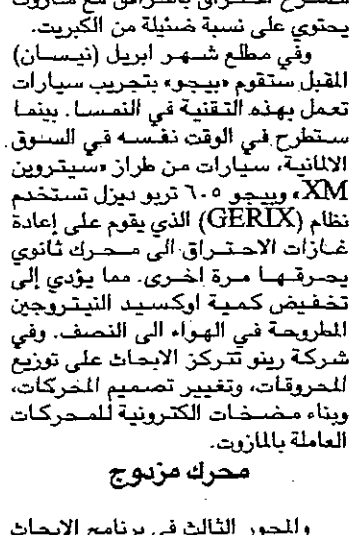 يحتوي على نسبة ضئيلة من الكبريت.
وفي مطلع شهر ابريل (نيسان)
المقبل ستقوم «بيجو» بتجريب سيارات
تعمل بهذه التقنية في النمسا. بينما
ستطرح في الوقت نفسه في السوق
الالمانية، سيارات من طراز «سيتروين
XM» وبيجو ٦٠٥ تربو ديزل تستخدم
نظام (GERIX) الذي يقوم على إعادة
غازات الاحتراق الى محرك ثانوي
يحرقها مرة اخرى. مما يؤدي إلى
تخفيض كمية اوكسيد النيتروجين
المطروحة في الهواء الى النصف. وفي
شركة رينو تتركز الابحاث على توزيع
المحروقات، وتغيير تصميم المحركات،
وبناء مضخات الكترونية للمحركات
العاملة بالمازوت.
محرك مزدوج
والمحور الثالث في برنامج الابحاث